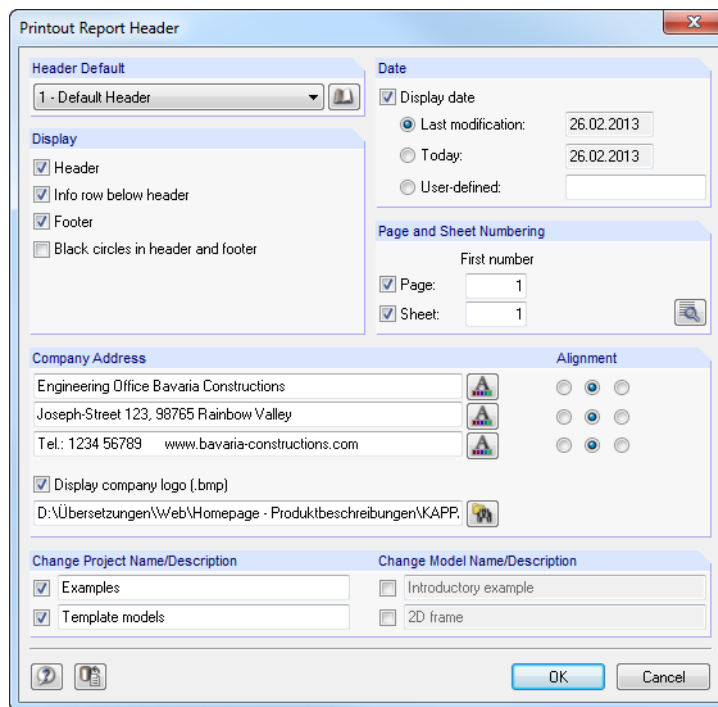 Printout Report Header
Header Default
1 - Default Header
Display
Header
Info row below header
Footer
Black circles in header and footer
Date
Display date
Last modification: 26.02.2013
Today: 26.02.2013
User-defined:
Page and Sheet Numbering
First number
Page: 1
Sheet: 1
Company Address Alignment
Engineering Office Bavaria Constructions
Joseph-Street 123, 98765 Rainbow Valley
Tel.: 1234 56789 www.bavaria-constructions.com
Display company logo (.bmp)
D:\Übersetzungen\Web\Homepage - Produktbeschreibungen\KAPP.
Change Project Name/Description
Examples
Template models
Change Model Name/Description
Introductory example
2D frame
OK Cancel